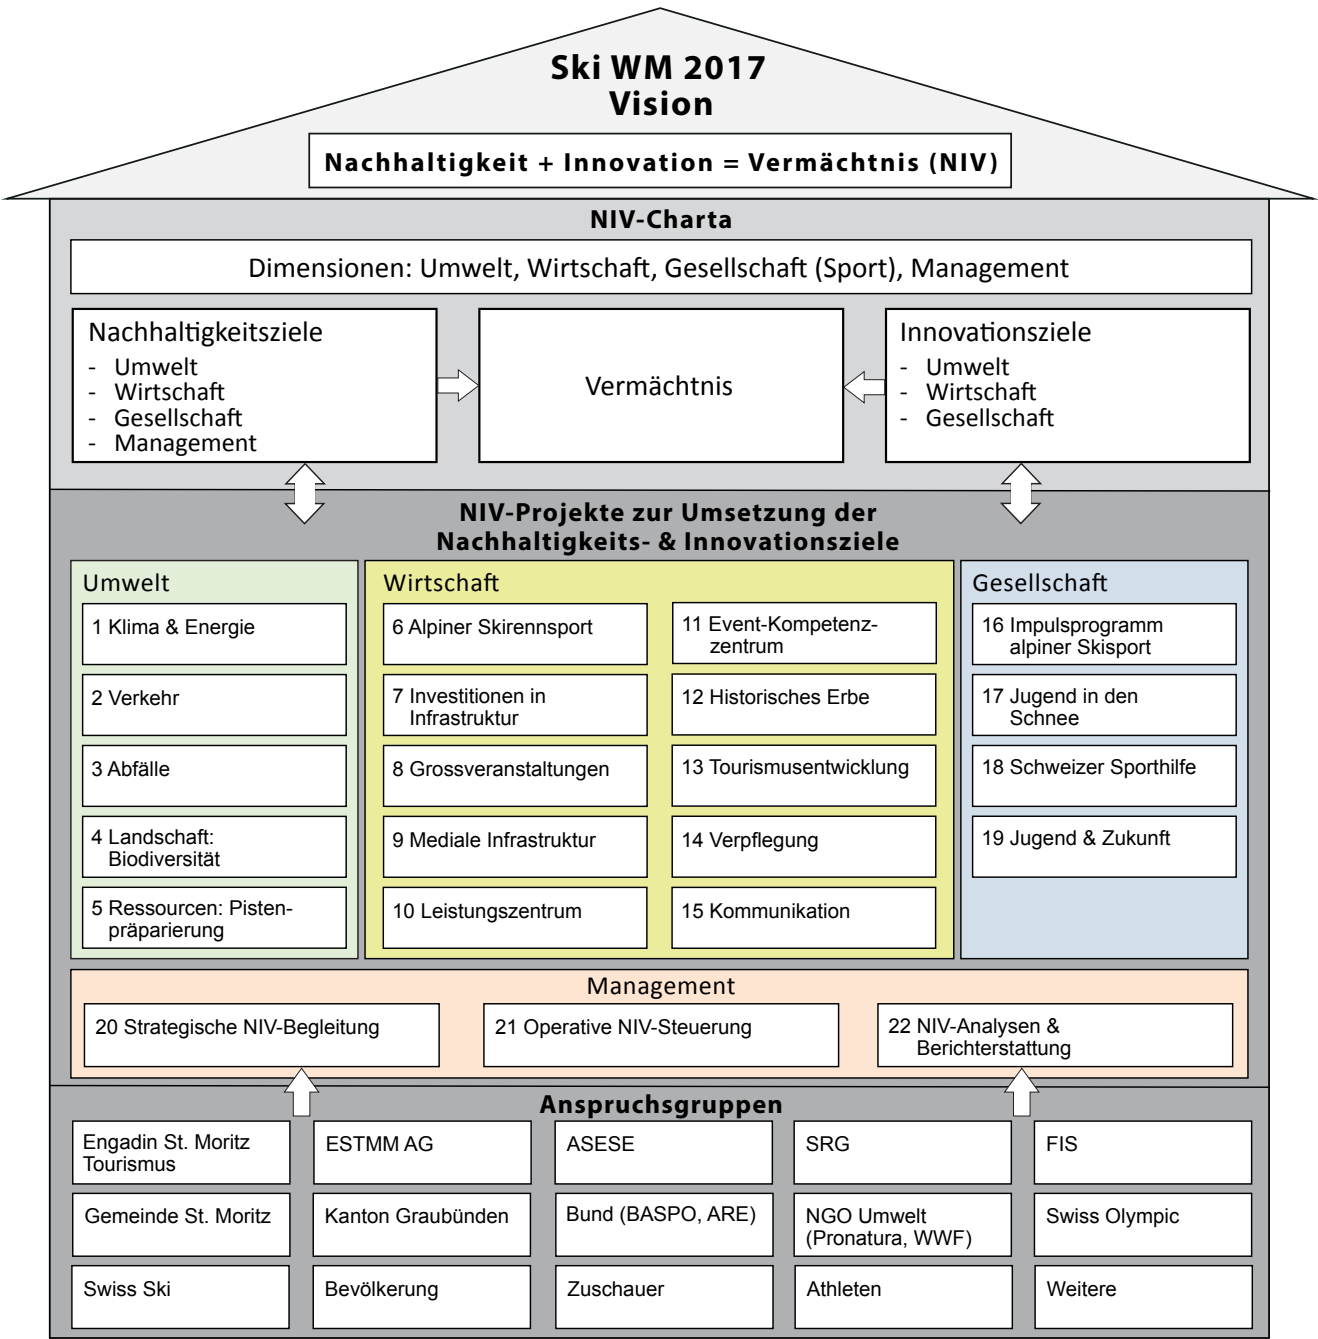 Ski WM 2017
Vision
Nachhaltigkeit + Innovation = Vermächtnis (NIV)
NIV-Charta
Dimensionen: Umwelt, Wirtschaft, Gesellschaft (Sport), Management
Nachhaltigkeitsziele
- Umwelt
- Wirtschaft
- Gesellschaft
- Management
Vermächtnis
Innovationsziele
- Umwelt
- Wirtschaft
- Gesellschaft
NIV-Projekte zur Umsetzung der
Nachhaltigkeits- & Innovationsziele
Umwelt
1 Klima & Energie
2 Verkehr
3 Abfälle
4 Landschaft:
Biodiversität
5 Ressourcen: Pisten-
präparierung
Wirtschaft
6 Alpiner Skirennsport
7 Investitionen in
Infrastruktur
8 Grossveranstaltungen
9 Mediale Infrastruktur
10 Leistungszentrum
11 Event-Kompetenz-
zentrum
12 Historisches Erbe
13 Tourismusentwicklung
14 Verpflegung
15 Kommunikation
Gesellschaft
16 Impulsprogramm
alpiner Skisport
17 Jugend in den
Schnee
18 Schweizer Sporthilfe
19 Jugend & Zukunft
Management
20 Strategische NIV-Begleitung
21 Operative NIV-Steuerung
22 NIV-Analysen &
Berichterstattung
Anspruchsgruppen
Engadin St. Moritz
Tourismus
ESTMM AG
ASESE
SRG
FIS
Gemeinde St. Moritz
Kanton Graubünden
Bund (BASPO, ARE)
NGO Umwelt
(Pronatura, WWF)
Swiss Olympic
Swiss Ski
Bevölkerung
Zuschauer
Athleten
Weitere